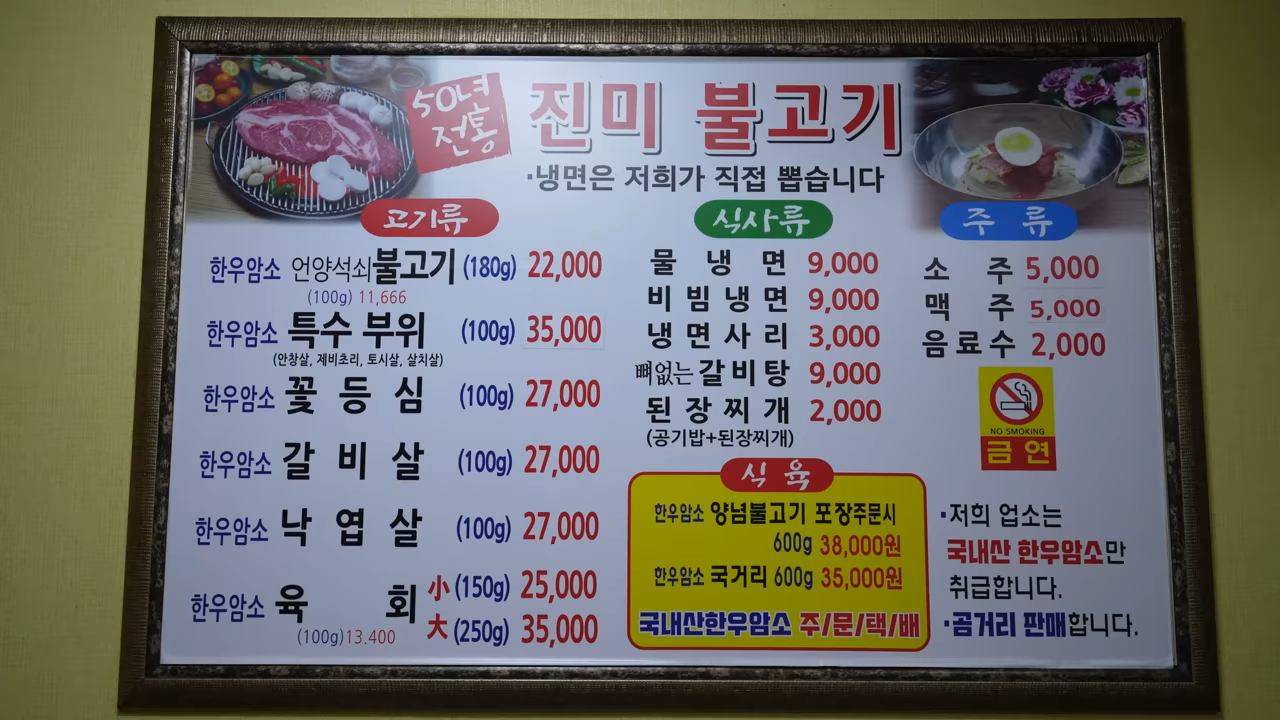 50년 전통
진미 불고기
·냉면은 저희가 직접 뽑습니다
고기류
한우암소 언양석쇠불고기 (180g) 22,000
(100g) 11,666
한우암소 특수 부위 (100g) 35,000
(안창살, 제비초리, 토시살, 살치살)
한우암소 꽃 등 심 (100g) 27,000
한우암소 갈 비 살 (100g) 27,000
한우암소 낙 엽 살 (100g) 27,000
한우암소 육 회 小 (150g) 25,000
(100g) 13.400 大 (250g) 35,000
식사류
물 냉 면 9,000
비 빔 냉 면 9,000
냉 면 사 리 3,000
뼈없는 갈 비 탕 9,000
된 장 찌 개 2,000
(공기밥+된장찌개)
식 육
한우암소 양념불고기 포장주문시
600g 38,000원
한우암소 국거리 600g 35,000원
국내산한우암소 주/문/택/배
주 류
소 주 5,000
맥 주 5,000
음료수 2,000
NO SMOKING
금 연
·저희 업소는
국내산 한우암소만
취급합니다.
·곰거리 판매합니다.